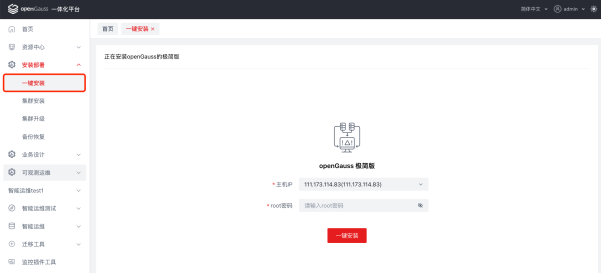 openGauss 一体化平台
简体中文
admin
首页
资源中心
安装部署
一键安装
集群安装
集群升级
备份恢复
业务设计
可观测运维
智能运维test1
智能运维测试
智能运维
迁移工具
监控插件工具
首页
一键安装 ×
正在安装openGauss的极简版
openGauss 极简版
* 主机IP
111.173.114.83(111.173.114.83)
* root密码
请输入root密码
一键安装